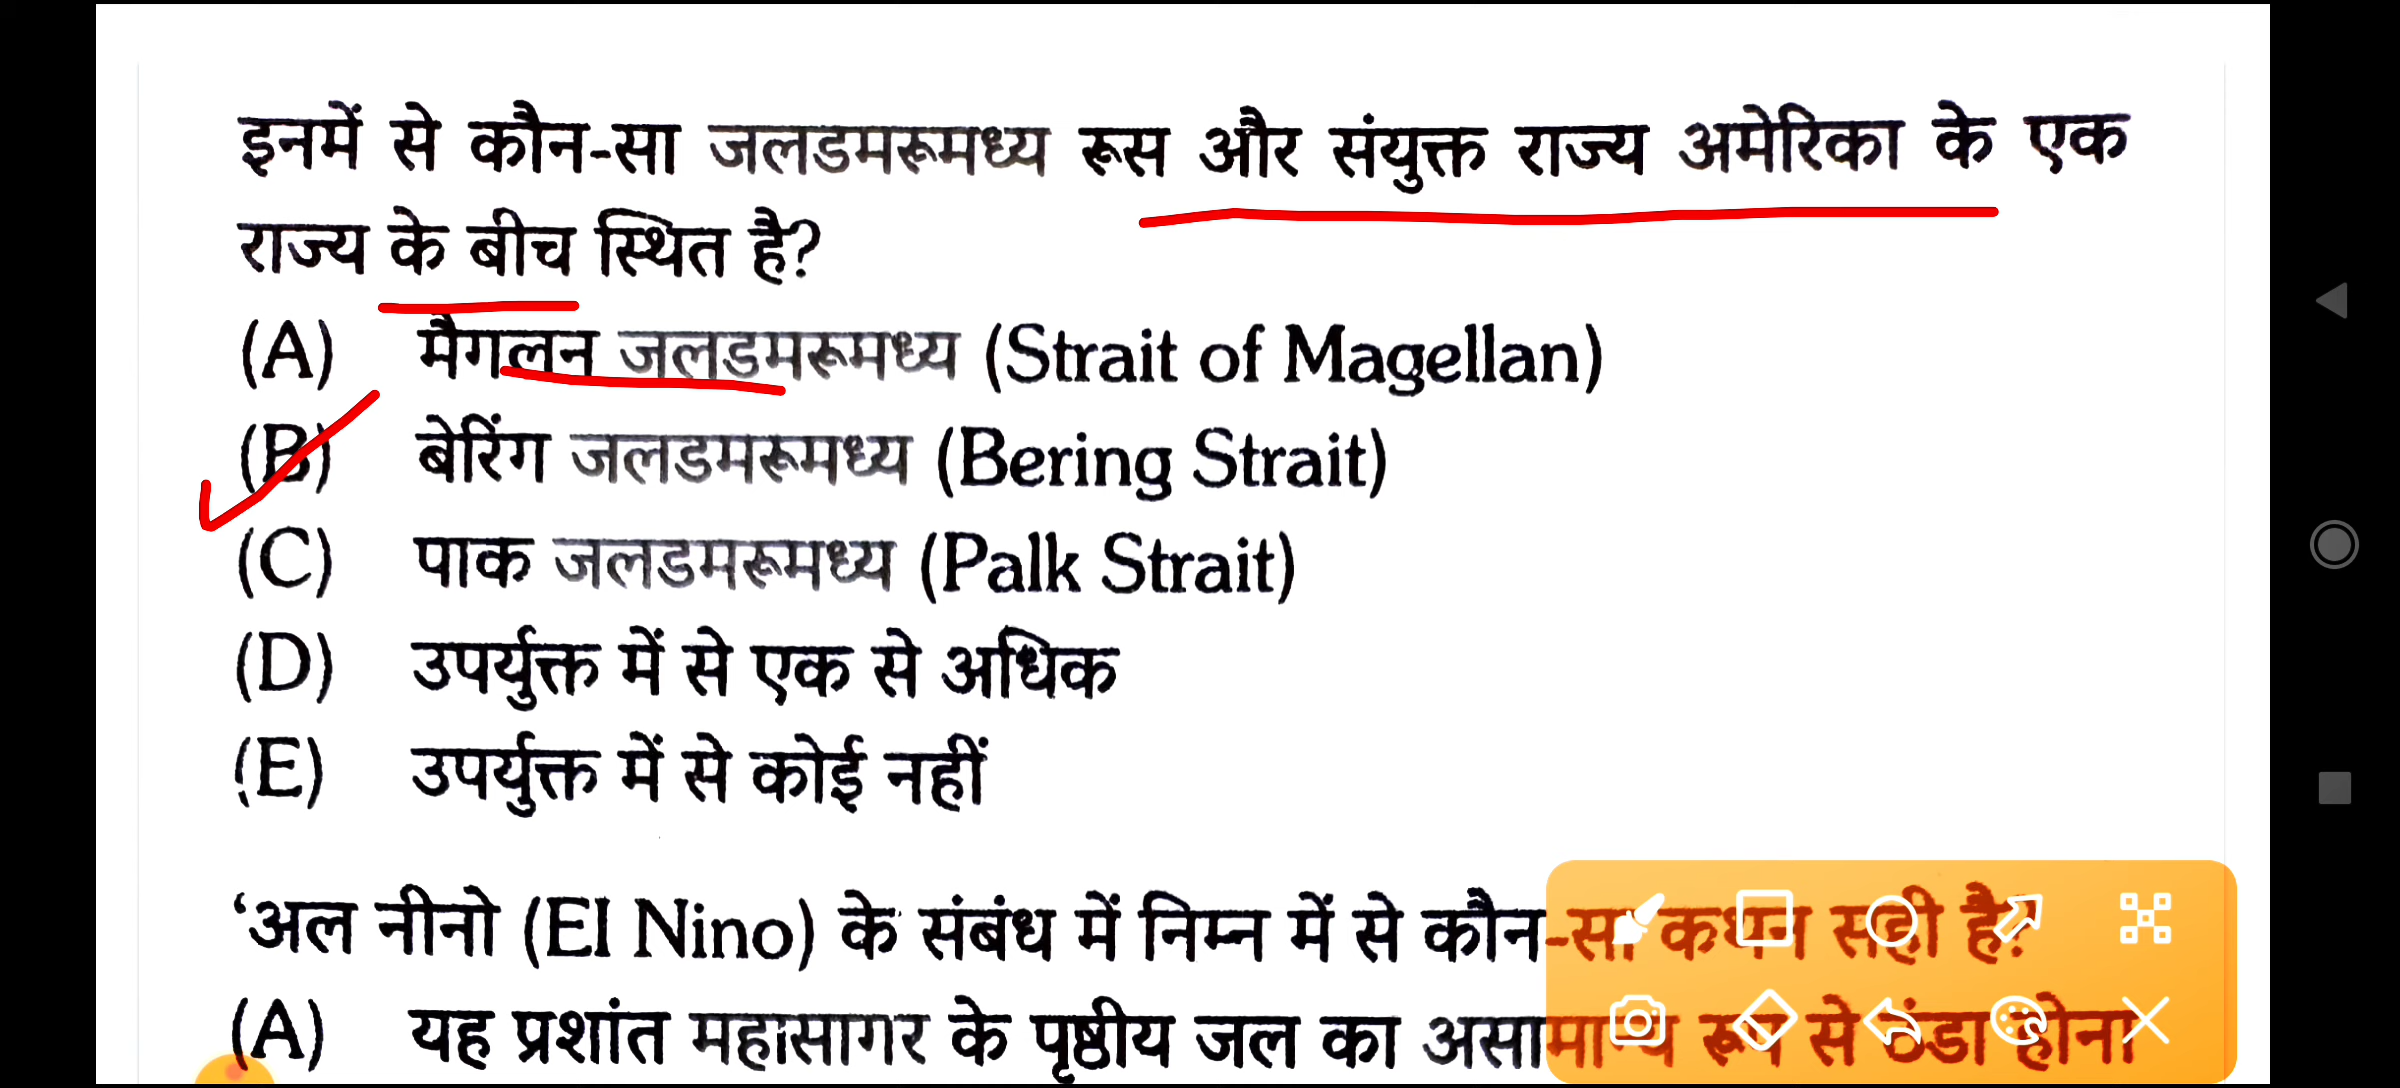 इनमें से कौन-सा जलडमरूमध्य रूस और संयुक्त राज्य अमेरिका के एक
राज्य के बीच स्थित है?
(A) मैगलन जलडमरूमध्य (Strait of Magellan)
(B) बेरिंग जलडमरूमध्य (Bering Strait)
(C) पाक जलडमरूमध्य (Palk Strait)
(D) उपर्युक्त में से एक से अधिक
(E) उपर्युक्त में से कोई नहीं
‘अल नीनो (El Nino) के संबंध में निम्न में से कौन-सा कथन सही है?
(A) यह प्रशांत महासागर के पृष्ठीय जल का असामान्य रूप से ठंडा होना